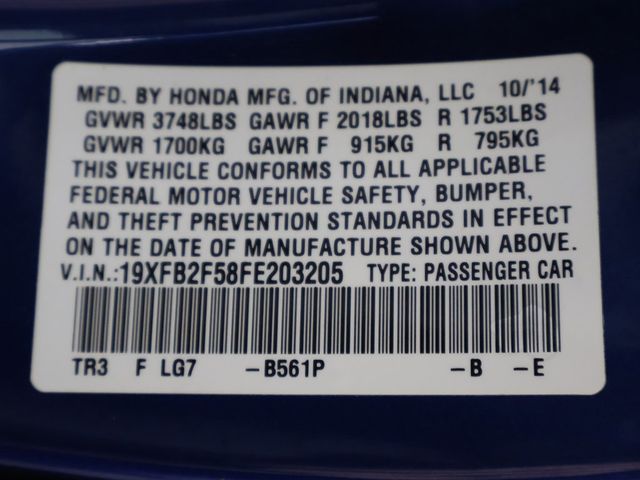 MFD. BY HONDA MFG. OF INDIANA, LLC 10/'14
GVWR 3748LBS GAWR F 2018LBS R 1753LBS
GVWR 1700KG GAWR F 915KG R 795KG
THIS VEHICLE CONFORMS TO ALL APPLICABLE
FEDERAL MOTOR VEHICLE SAFETY, BUMPER,
AND THEFT PREVENTION STANDARDS IN EFFECT
ON THE DATE OF MANUFACTURE SHOWN ABOVE.
V.I.N.:19XFB2F58FE203205 TYPE: PASSENGER CAR
TR3 F LG7 -B561P -B -E